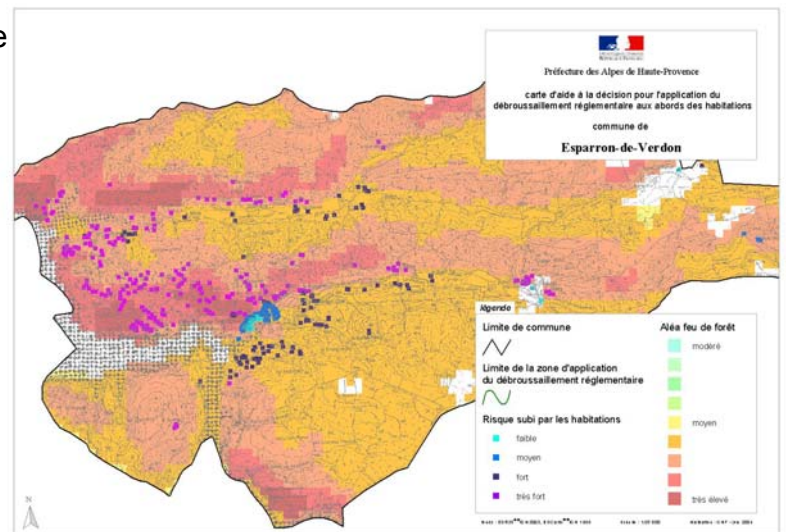 e
Préfecture des Alpes de Haute-Provence
carte d'aide à la décision pour l'application du
débroussaillement réglementaire aux abords des habitations
commune de
Esparron-de-Verdon
légende
Limite de commune
Limite de la zone d'application
du débroussaillement réglementaire
Risque subi par les habitations
faible
moyen
fort
très fort
Aléa feu de forêt
modéré
moyen
très élevé
N